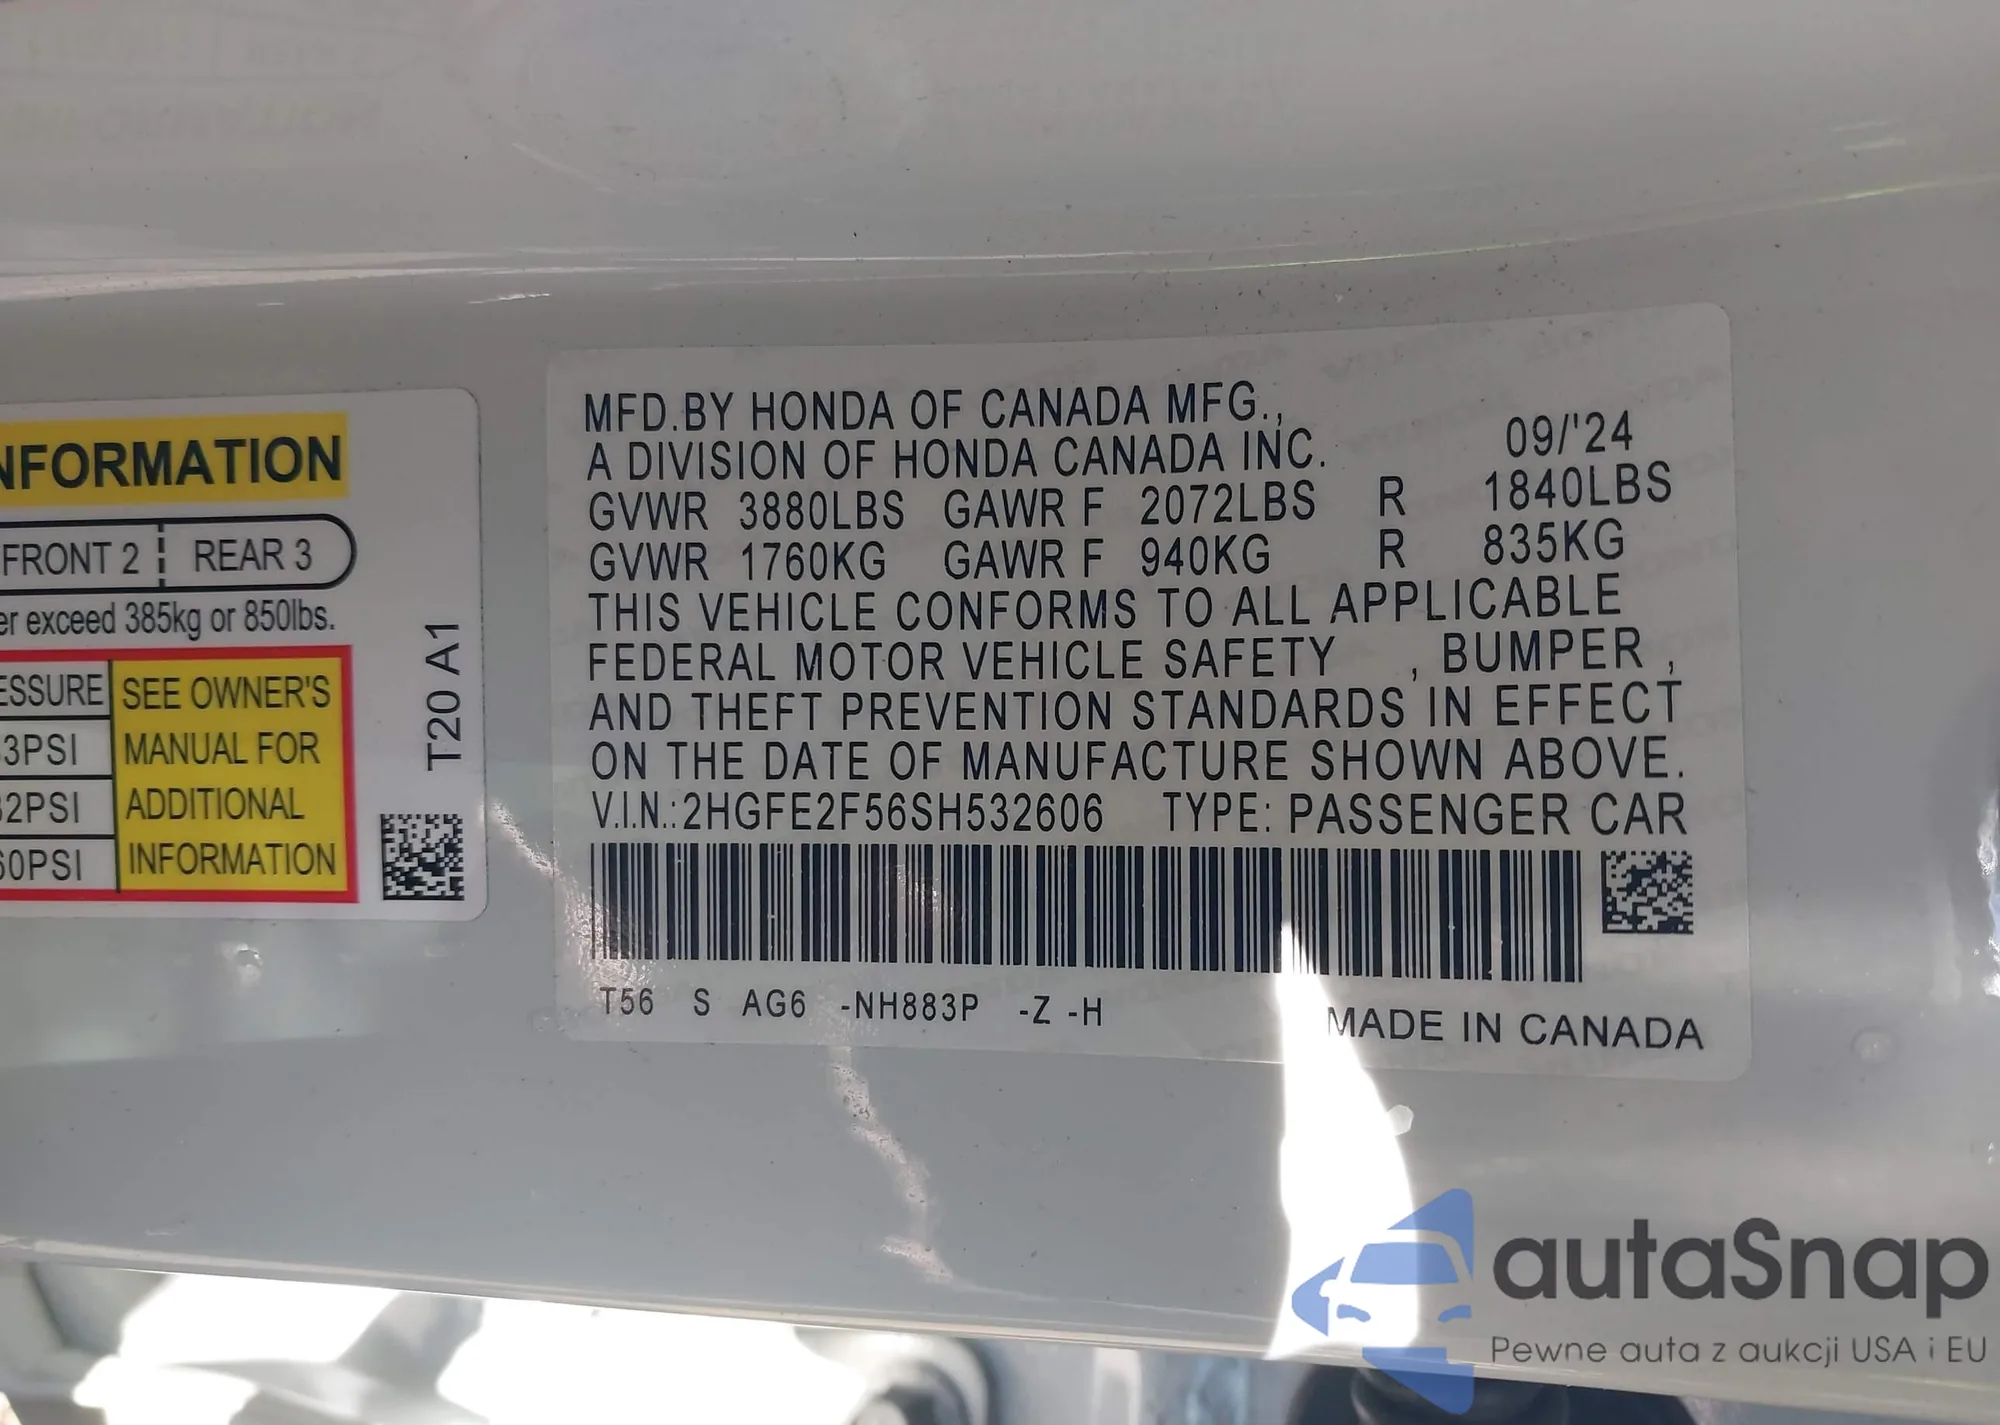 NFORMATION
FRONT 2 REAR 3
er exceed 385kg or 850lbs.
ESSURE
3PSI
2PSI
60PSI
SEE OWNER'S
MANUAL FOR
ADDITIONAL
INFORMATION
T20 A1
MFD.BY HONDA OF CANADA MFG.,
A DIVISION OF HONDA CANADA INC. 09/'24
GVWR 3880LBS GAWR F 2072LBS R 1840LBS
GVWR 1760KG GAWR F 940KG R 835KG
THIS VEHICLE CONFORMS TO ALL APPLICABLE
FEDERAL MOTOR VEHICLE SAFETY , BUMPER ,
AND THEFT PREVENTION STANDARDS IN EFFECT
ON THE DATE OF MANUFACTURE SHOWN ABOVE.
V.I.N.:2HGFE2F56SH532606 TYPE: PASSENGER CAR
T56 S AG6 -NH883P -Z -H
MADE IN CANADA
autaSnap
Pewne auta z aukcji USA i EU